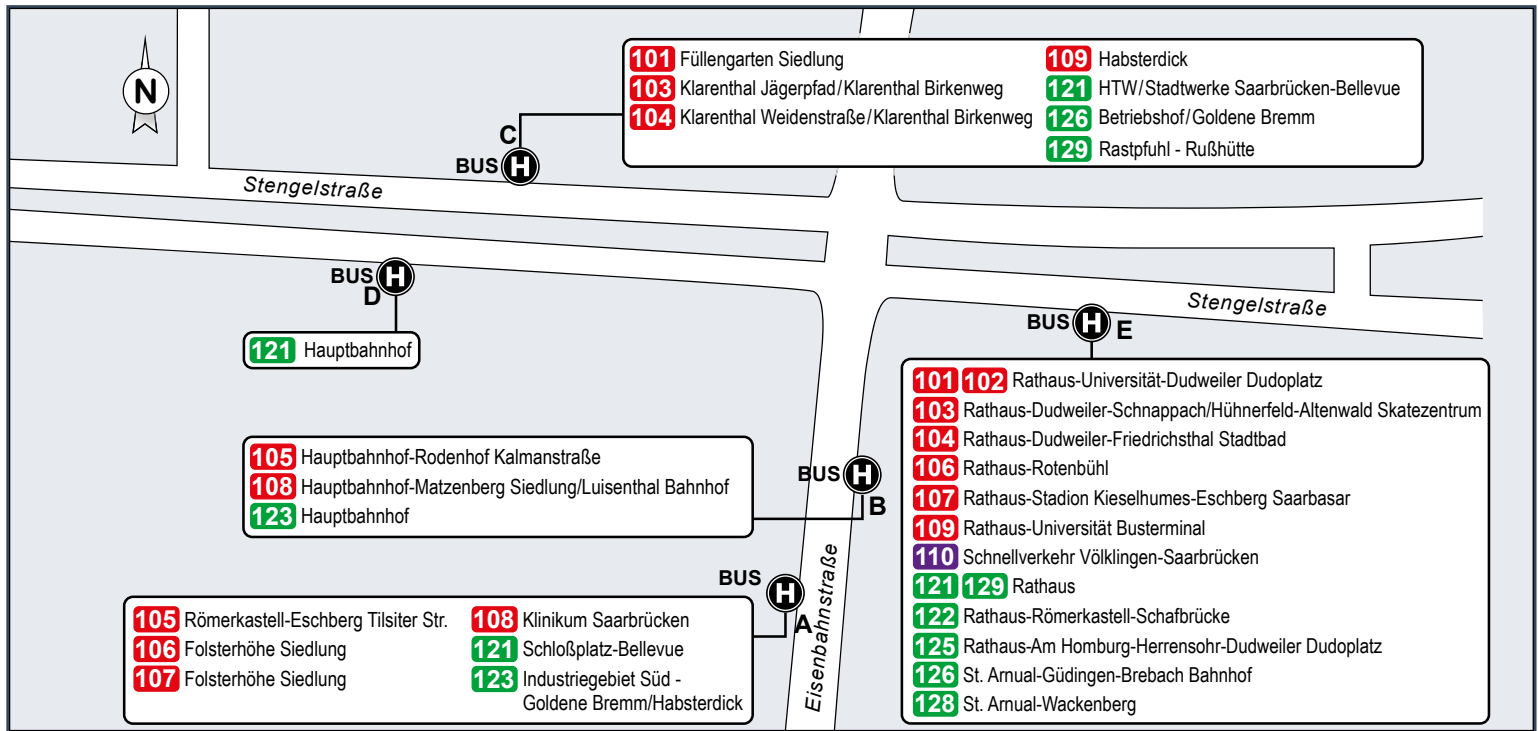 N
C
BUS H
101 Füllengarten Siedlung
103 Klarenthal Jägerpfad/Klarenthal Birkenweg
104 Klarenthal Weidenstraße/Klarenthal Birkenweg
109 Habsterdick
121 HTW/Stadtwerke Saarbrücken-Bellevue
126 Betriebshof/Goldene Bremm
129 Rastpfuhl - Rußhütte
Stengelstraße
BUS H
D
121 Hauptbahnhof
Stengelstraße
BUS H E
101 102 Rathaus-Universität-Dudweiler Dudoplatz
103 Rathaus-Dudweiler-Schnappach/Hühnerfeld-Altenwald Skatezentrum
104 Rathaus-Dudweiler-Friedrichsthal Stadtbad
106 Rathaus-Rotenbühl
107 Rathaus-Stadion Kieselhumes-Eschberg Saarbasar
109 Rathaus-Universität Busterminal
110 Schnellverkehr Völklingen-Saarbrücken
121 129 Rathaus
122 Rathaus-Römerkastell-Schafbrücke
125 Rathaus-Am Homburg-Herrensohr-Dudweiler Dudoplatz
126 St. Arnual-Güdingen-Brebach Bahnhof
128 St. Arnual-Wackenberg
105 Hauptbahnhof-Rodenhof Kalmanstraße
108 Hauptbahnhof-Matzenberg Siedlung/Luisenthal Bahnhof
123 Hauptbahnhof
BUS H
B
BUS H
A
Eisenbahnstraße
105 Römerkastell-Eschberg Tilsiter Str.
106 Folsterhöhe Siedlung
107 Folsterhöhe Siedlung
108 Klinikum Saarbrücken
121 Schloßplatz-Bellevue
123 Industriegebiet Süd -
Goldene Bremm/Habsterdick